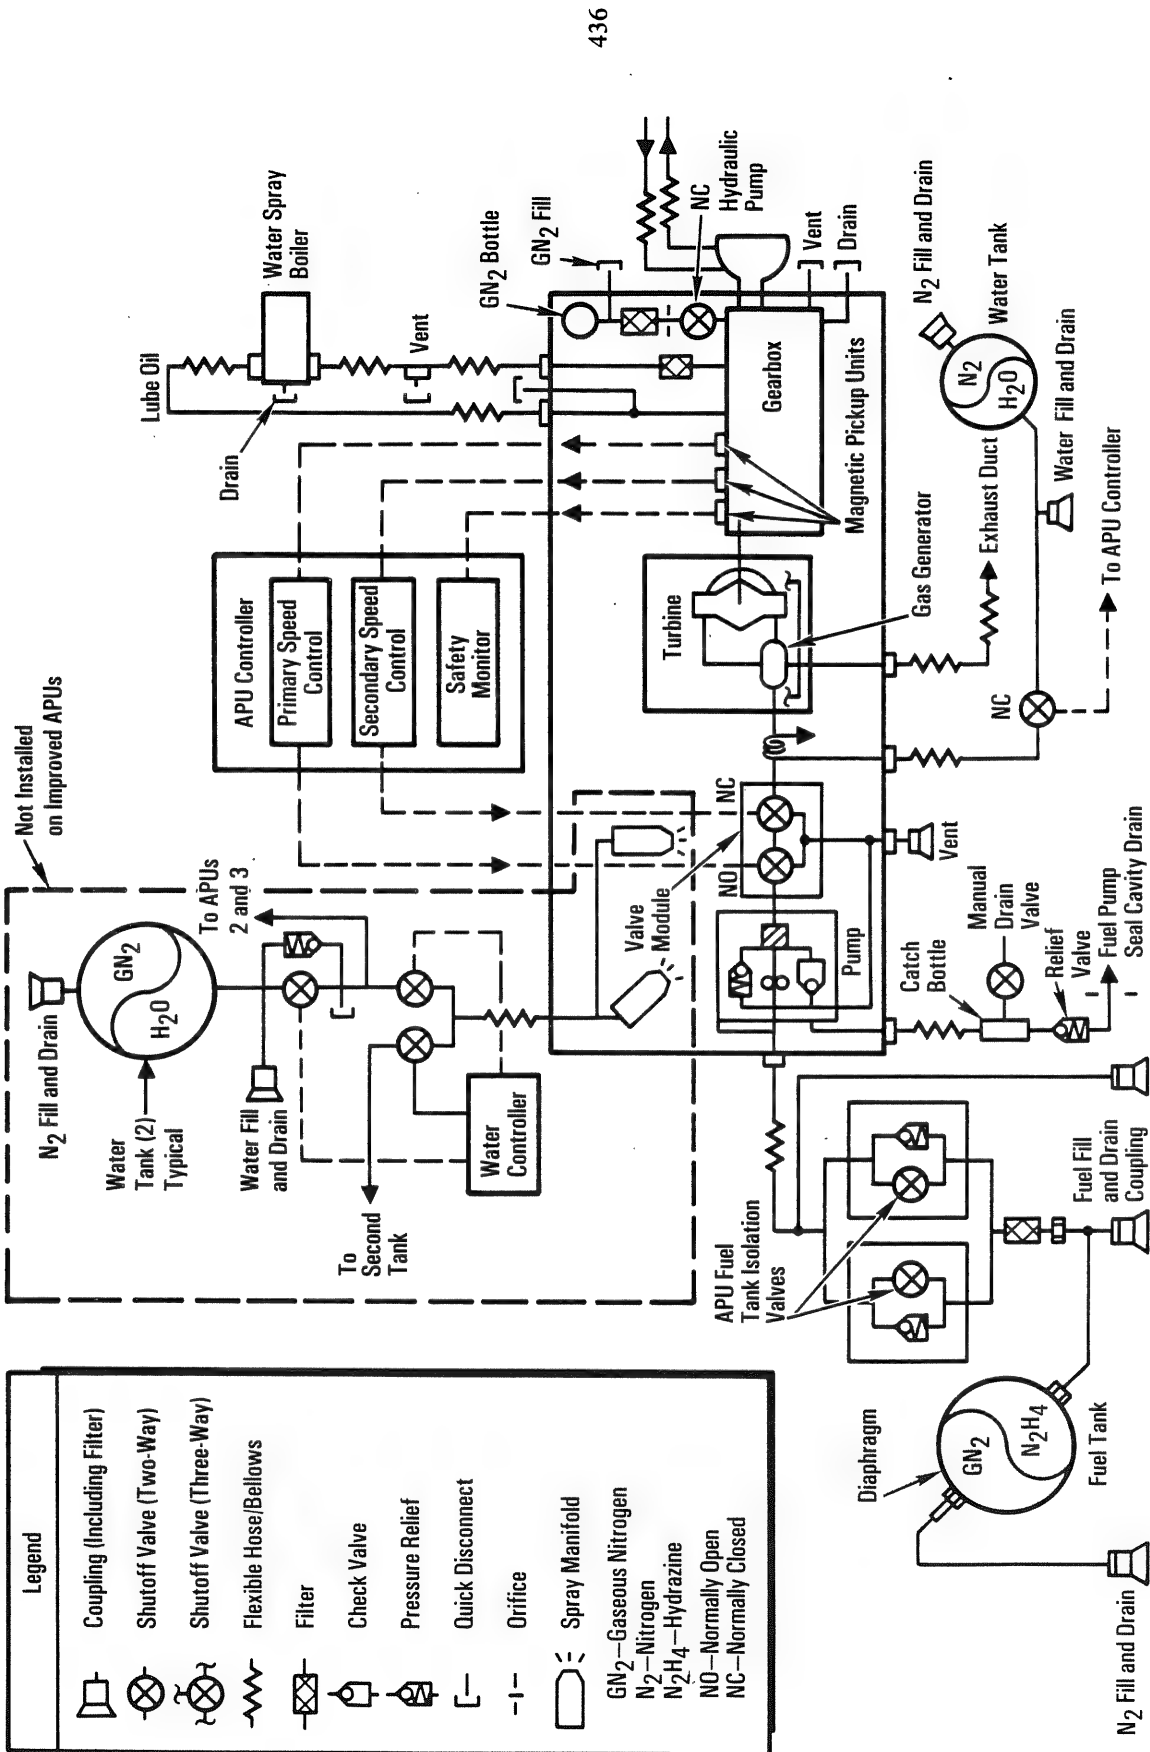 436
Legend
Coupling (Including Filter)
Shutoff Valve (Two-Way)
Shutoff Valve (Three-Way)
Flexible Hose/Bellows
Filter
Check Valve
Pressure Relief
Quick Disconnect
Orifice
Spray Manifold
GN2–Gaseous Nitrogen
N2–Nitrogen
N2H4–Hydrazine
NO–Normally Open
NC–Normally Closed
Not Installed
on Improved APUs
N2 Fill and Drain
GN2
H2O
Water
Tank (2)
Typical
To APUs
2 and 3
Water Fill
and Drain
To
Second
Tank
Water
Controller
APU Controller
Primary Speed
Control
Secondary Speed
Control
Safety
Monitor
Drain
Lube Oil
Water Spray
Boiler
Vent
GN2 Bottle
GN2 Fill
NC
Hydraulic
Pump
Vent
Drain
Gearbox
Magnetic Pickup Units
Turbine
Gas Generator
Valve
Module
NO
NC
Pump
Vent
Exhaust Duct
N2 Fill and Drain
N2
H2O
Water Tank
Water Fill and Drain
NC
To APU Controller
Catch
Bottle
Manual
Drain
Valve
Relief
Valve
Fuel Pump
Seal Cavity Drain
APU Fuel
Tank Isolation
Valves
Fuel Fill
and Drain
Coupling
Diaphragm
GN2
N2H4
Fuel Tank
N2 Fill and Drain